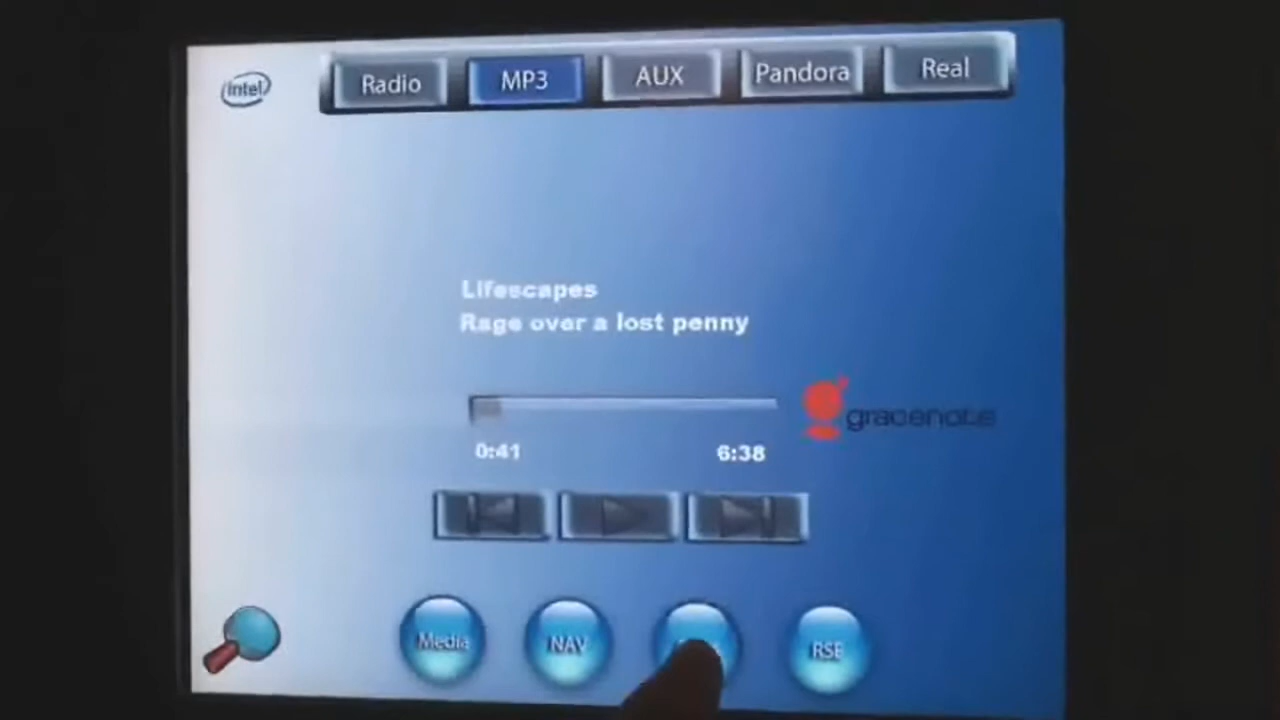 intel
Radio
MP3
AUX
Pandora
Real
Lifescapes
Rage over a lost penny
gracenote
0:41
6:38
Media
NAV
RSE